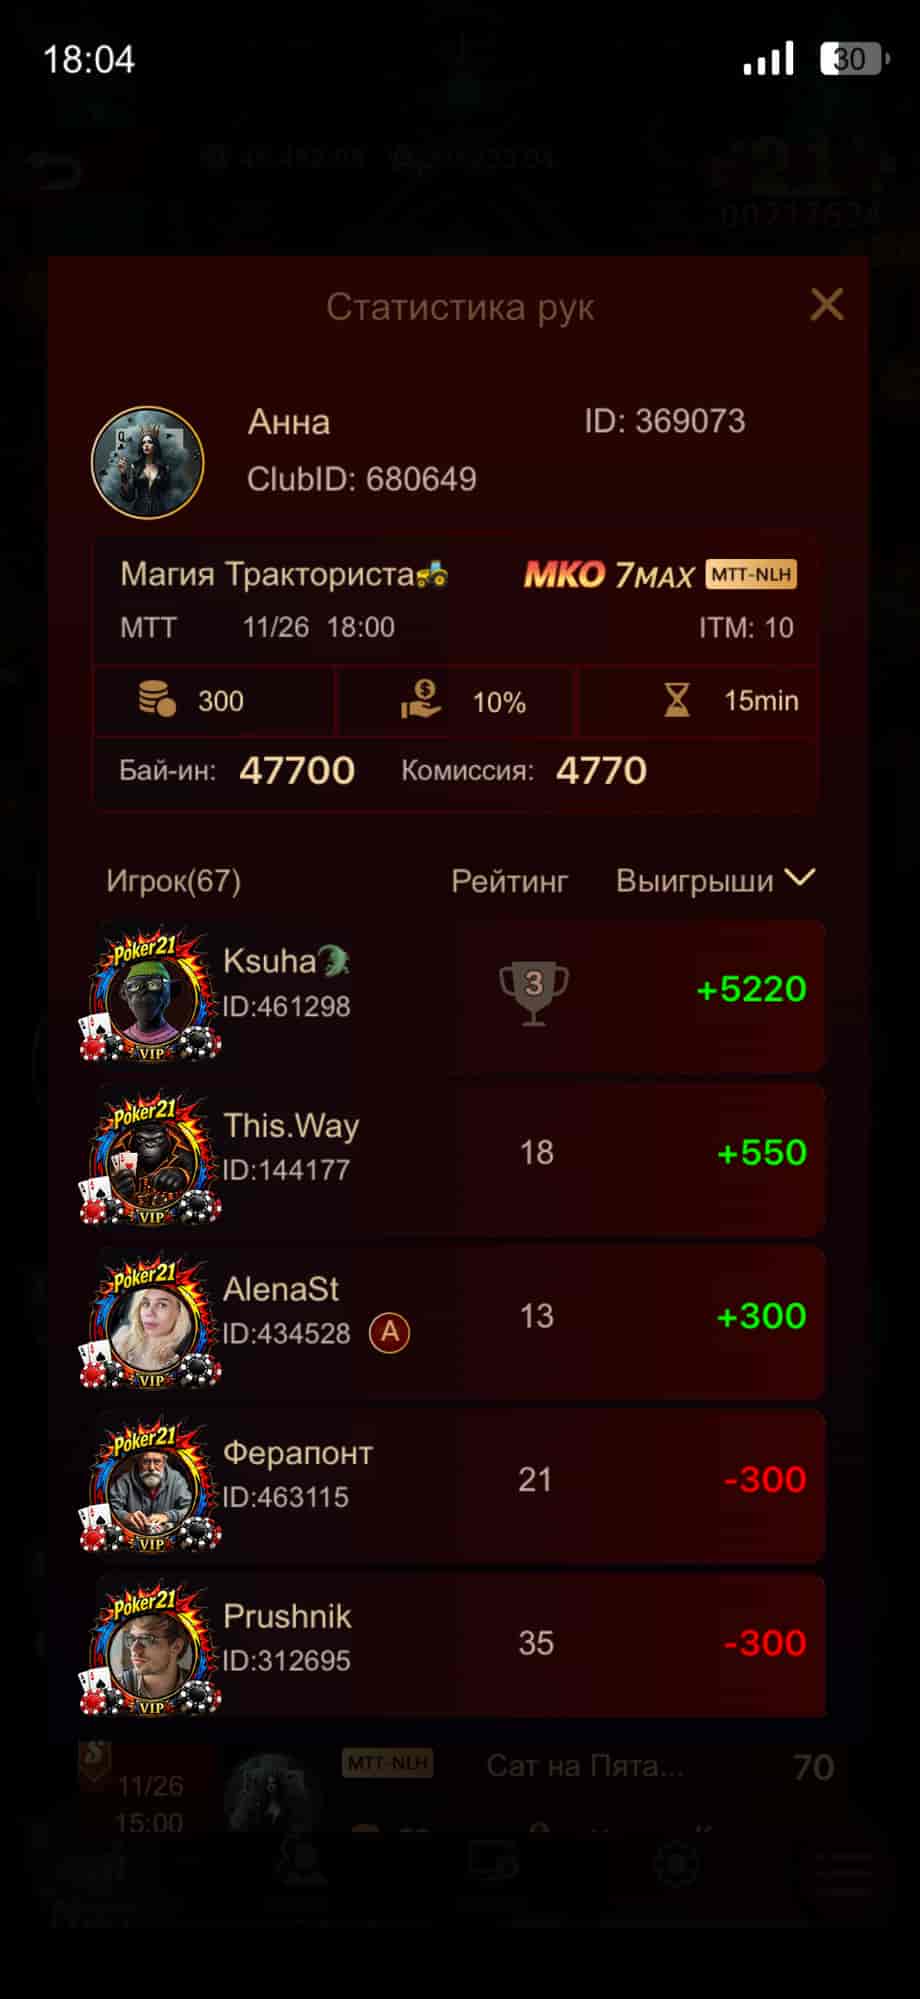 18:04
30
Статистика рук
Анна ID: 369073
ClubID: 680649
Магия Тракториста🚜 MKO 7MAX MTT-NLH
MTT 11/26 18:00 ITM: 10
300 10% 15min
Бай-ин: 47700 Комиссия: 4770
Игрок(67) Рейтинг Выигрыши
Poker21 VIP
Ksuha🐊 3 +5220
ID:461298
Poker21 VIP
This.Way 18 +550
ID:144177
Poker21 VIP
AlenaSt 13 +300
ID:434528 A
Poker21 VIP
Ферапонт 21 -300
ID:463115
Poker21 VIP
Prushnik 35 -300
ID:312695
S MTT-NLH Сат на Пята... 70
11/26
15:00